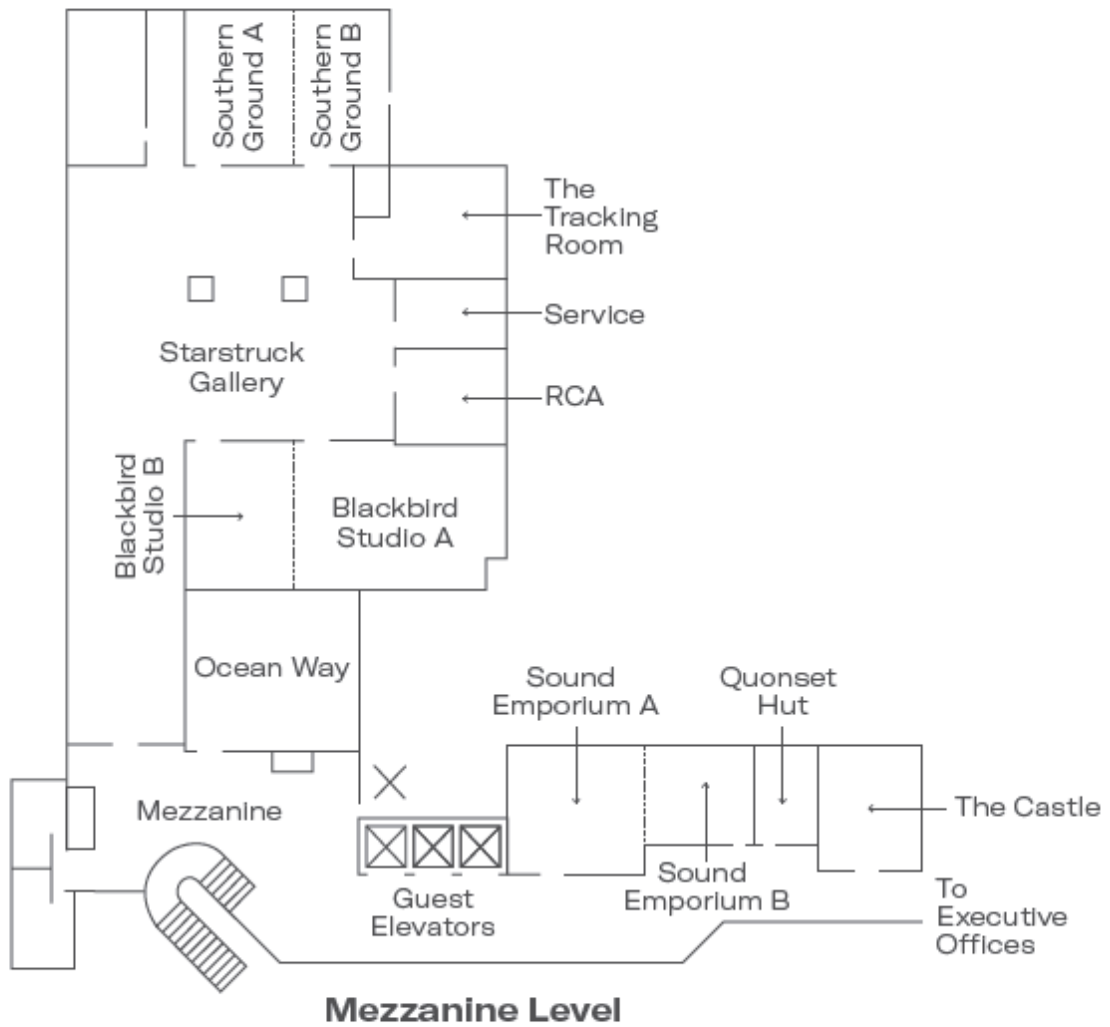 Southern
Ground A
Southern
Ground B
The
Tracking
Room
Service
Starstruck
Gallery
RCA
Blackbird
Studio B
Blackbird
Studio A
Ocean Way
Sound
Emporium A
Quonset
Hut
Mezzanine
The Castle
Sound
Emporium B
Guest
Elevators
To
Executive
Offices
Mezzanine Level